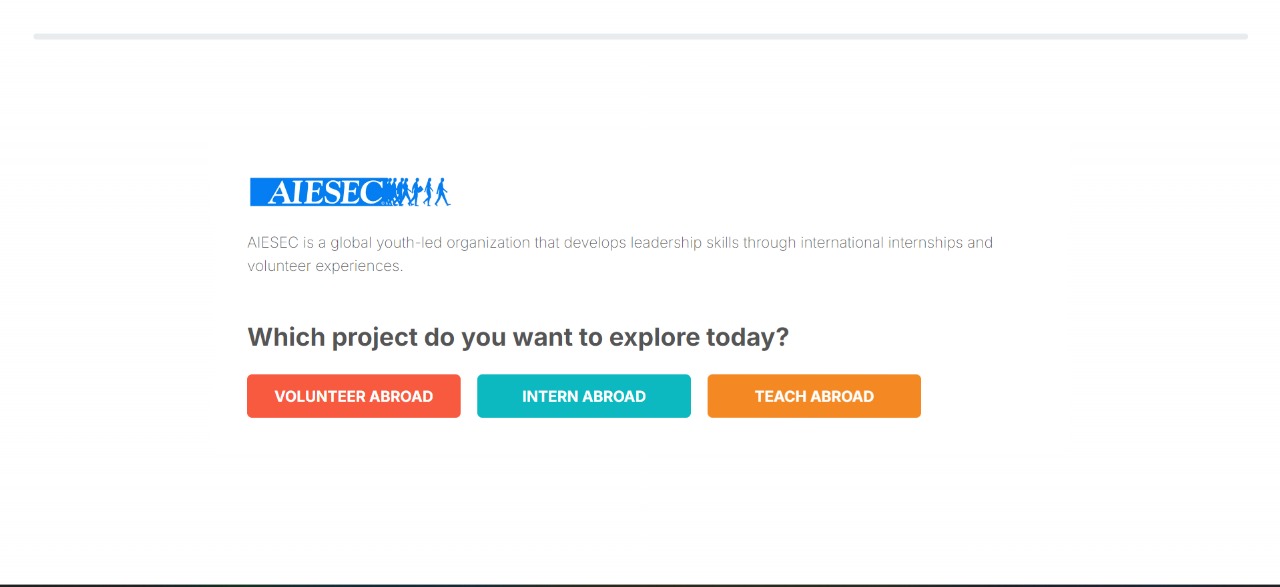 AIESEC
AIESEC is a global youth-led organization that develops leadership skills through international internships and
volunteer experiences.
Which project do you want to explore today?
VOLUNTEER ABROAD
INTERN ABROAD
TEACH ABROAD